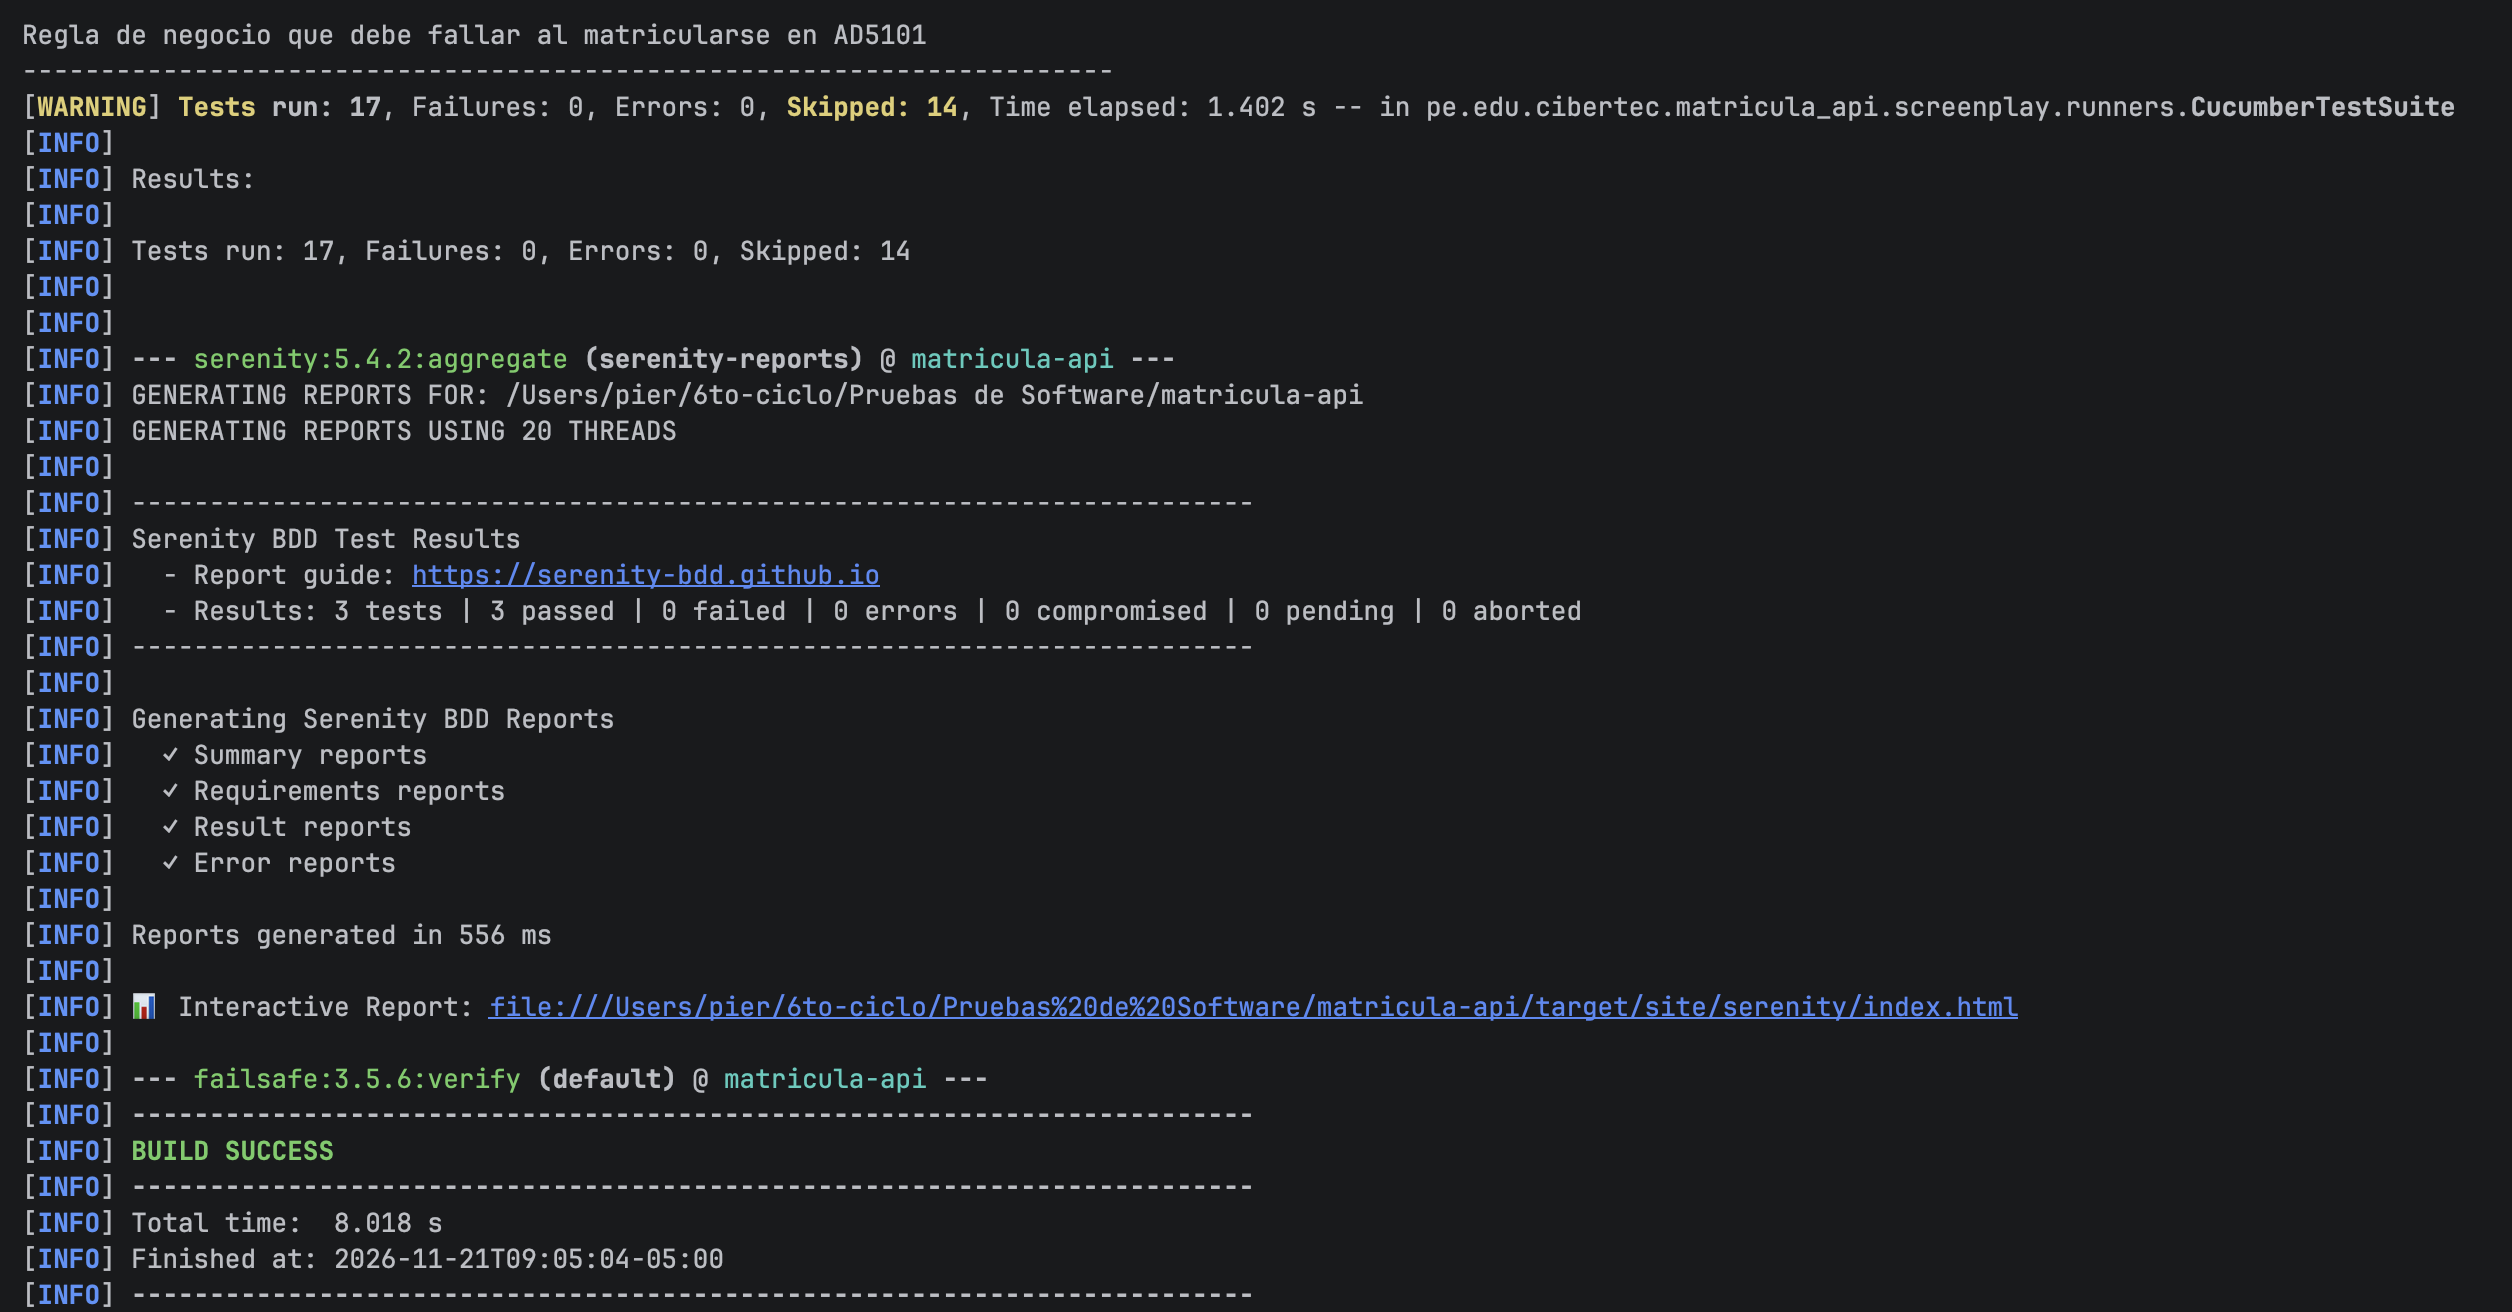 Regla de negocio que debe fallar al matricularse en AD5101
----------------------------------------------------------------------
[WARNING] Tests run: 17, Failures: 0, Errors: 0, Skipped: 14, Time elapsed: 1.402 s -- in pe.edu.cibertec.matricula_api.screenplay.runners.CucumberTestSuite
[INFO]
[INFO] Results:
[INFO]
[INFO] Tests run: 17, Failures: 0, Errors: 0, Skipped: 14
[INFO]
[INFO]
[INFO] --- serenity:5.4.2:aggregate (serenity-reports) @ matricula-api ---
[INFO] GENERATING REPORTS FOR: /Users/pier/6to-ciclo/Pruebas de Software/matricula-api
[INFO] GENERATING REPORTS USING 20 THREADS
[INFO]
[INFO] ------------------------------------------------------------------------
[INFO] Serenity BDD Test Results
[INFO]   - Report guide: https://serenity-bdd.github.io
[INFO]   - Results: 3 tests | 3 passed | 0 failed | 0 errors | 0 compromised | 0 pending | 0 aborted
[INFO] ------------------------------------------------------------------------
[INFO]
[INFO] Generating Serenity BDD Reports
[INFO]   ✓ Summary reports
[INFO]   ✓ Requirements reports
[INFO]   ✓ Result reports
[INFO]   ✓ Error reports
[INFO]
[INFO] Reports generated in 556 ms
[INFO]
[INFO] 📊 Interactive Report: file:///Users/pier/6to-ciclo/Pruebas%20de%20Software/matricula-api/target/site/serenity/index.html
[INFO]
[INFO] --- failsafe:3.5.6:verify (default) @ matricula-api ---
[INFO] ------------------------------------------------------------------------
[INFO] BUILD SUCCESS
[INFO] ------------------------------------------------------------------------
[INFO] Total time:  8.018 s
[INFO] Finished at: 2026-11-21T09:05:04-05:00
[INFO] ------------------------------------------------------------------------